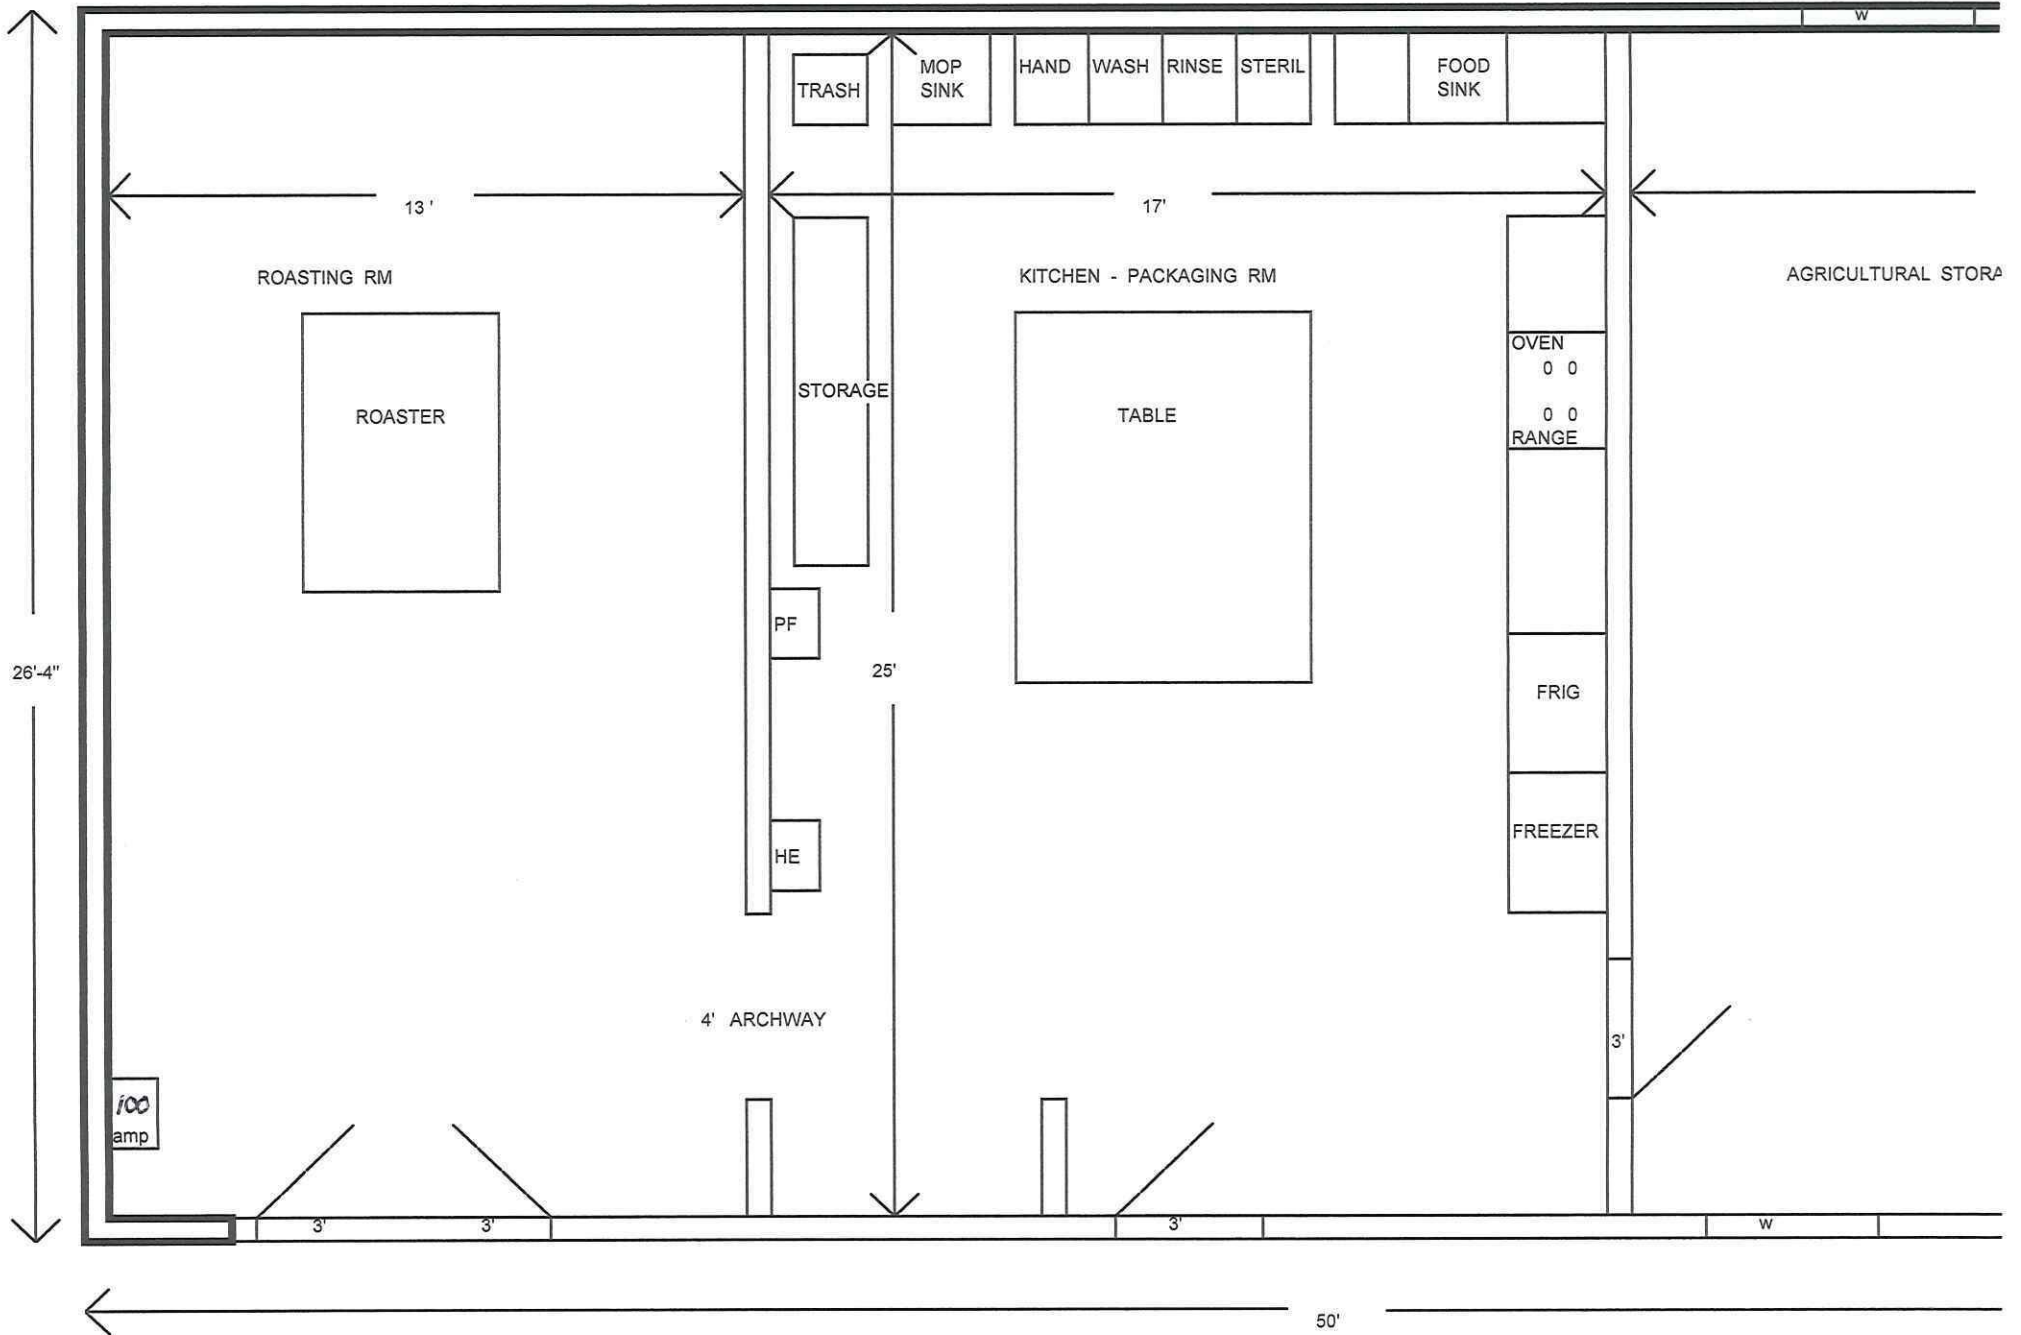 W
TRASH
MOP
SINK
HAND
WASH
RINSE
STERIL
FOOD
SINK
13 '
17'
ROASTING RM
KITCHEN - PACKAGING RM
AGRICULTURAL STORA
OVEN
0 0
0 0
RANGE
STORAGE
ROASTER
TABLE
PF
26'-4"
25'
FRIG
HE
FREEZER
4' ARCHWAY
3'
100
amp
3'
3'
3'
W
50'